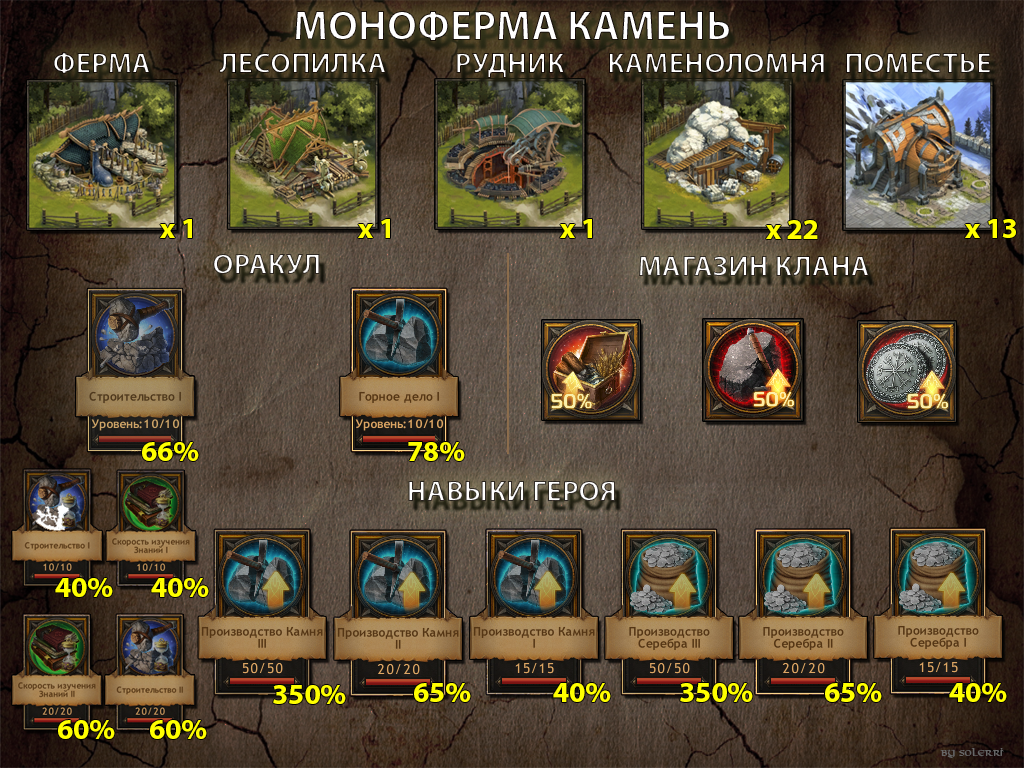 МОНОФЕРМА КАМЕНЬ
ФЕРМА
ЛЕСОПИЛКА
РУДНИК
КАМЕНОЛОМНЯ
ПОМЕСТЬЕ
x 1
x 1
x 1
x 22
x 13
ОРАКУЛ
Строительство I
Уровень:10/10
66%
Горное дело I
Уровень:10/10
78%
МАГАЗИН КЛАНА
50%
50%
50%
НАВЫКИ ГЕРОЯ
Строительство I
10/10
40%
Скорость изучения
Знаний I
10/10
40%
Скорость изучения
Знаний II
20/20
60%
Строительство II
20/20
60%
Производство Камня
III
50/50
350%
Производство Камня
II
20/20
65%
Производство Камня
I
15/15
40%
Производство
Серебра III
50/50
350%
Производство
Серебра II
20/20
65%
Производство
Серебра I
15/15
40%
BY SOLERRI